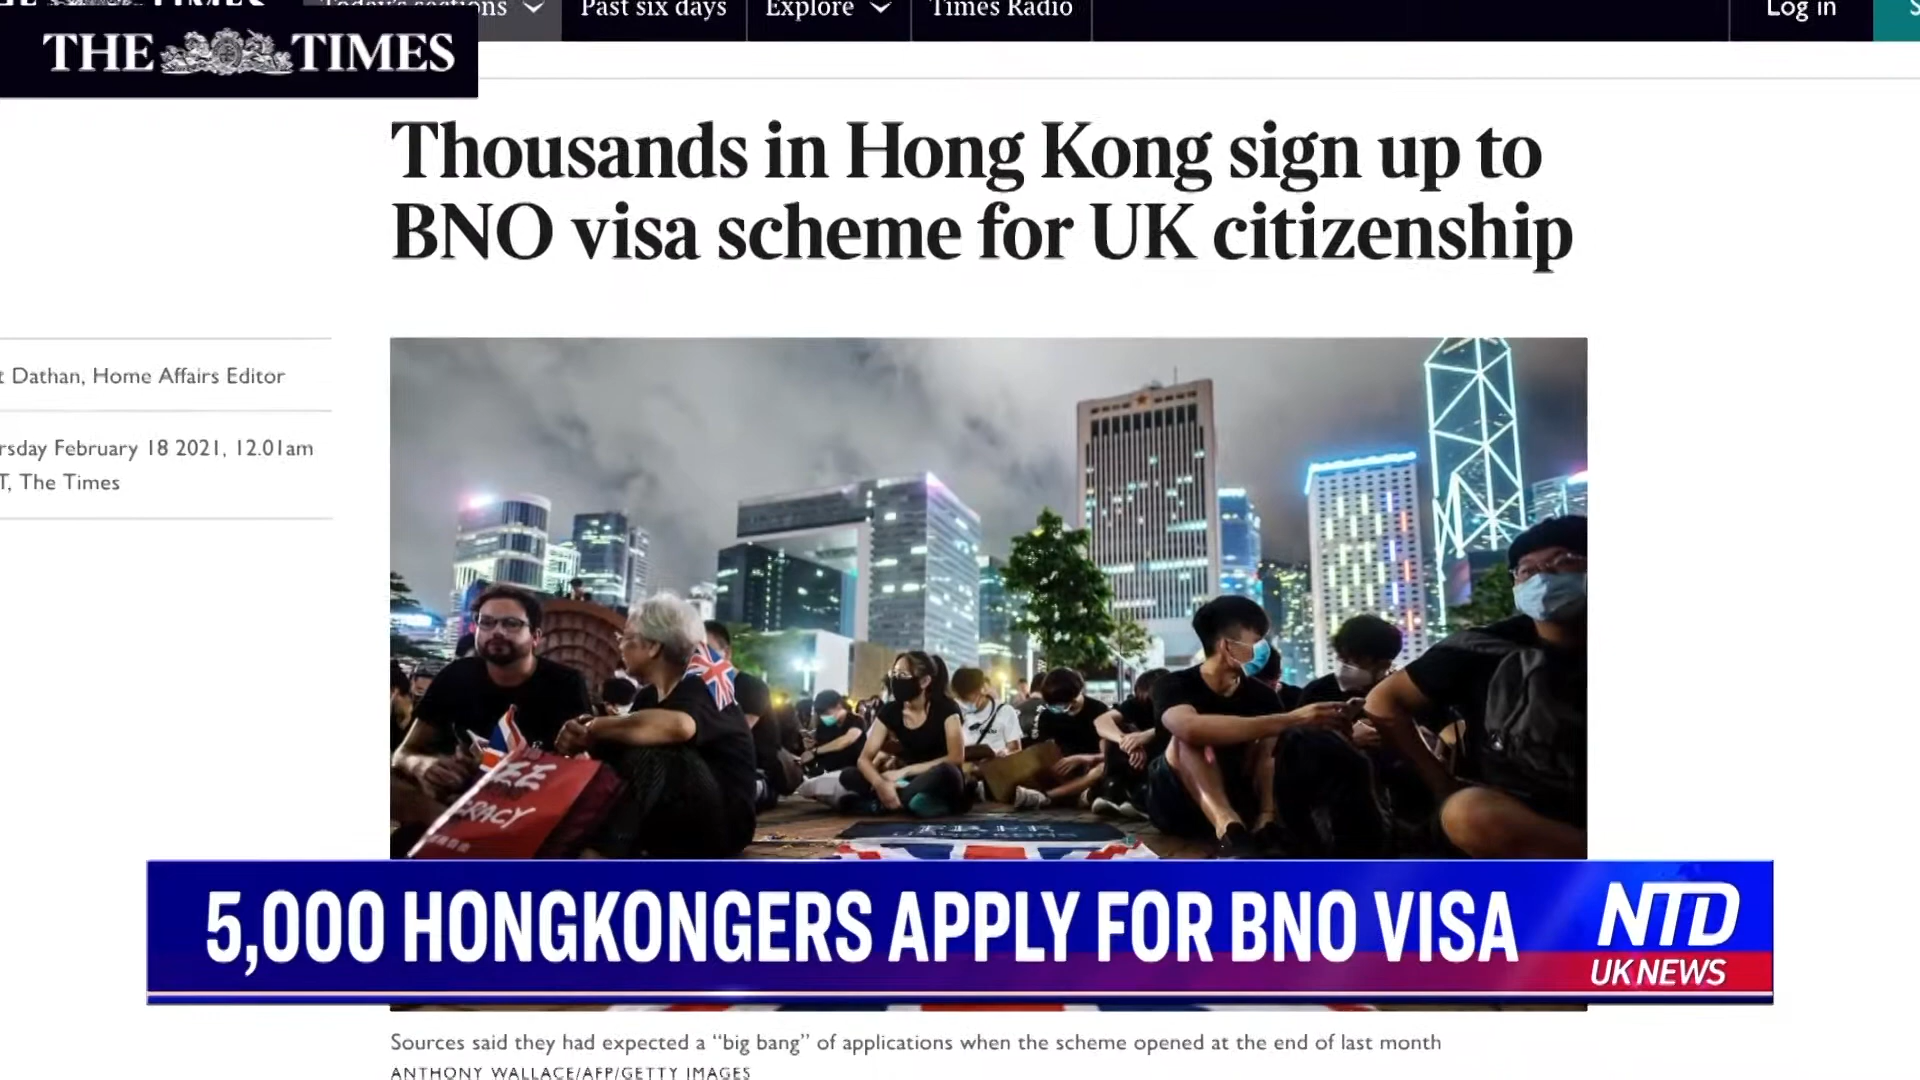 Today's sections
Past six days
Explore
Times Radio
Log in
THE TIMES
Thousands in Hong Kong sign up to
BNO visa scheme for UK citizenship
Dathan, Home Affairs Editor
February 18 2021, 12.01am
The Times
FREE
5,000 HONGKONGERS APPLY FOR BNO VISA
NTD
UK NEWS
Sources said they had expected a “big bang” of applications when the scheme opened at the end of last month
ANTHONY WALLACE/AFP/GETTY IMAGES